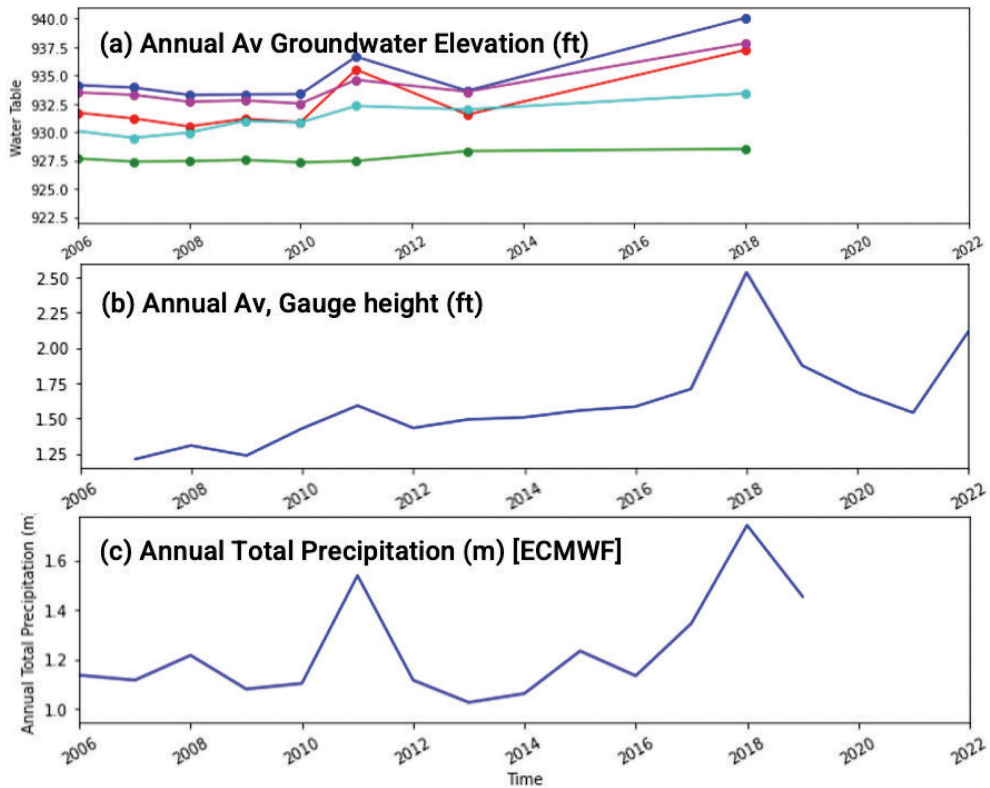 (a) Annual Av Groundwater Elevation (ft)
Water Table
940.0
937.5
935.0
932.5
930.0
927.5
925.0
922.5
2006 2008 2010 2012 2014 2016 2018 2020 2022
(b) Annual Av, Gauge height (ft)
2.50
2.25
2.00
1.75
1.50
1.25
2006 2008 2010 2012 2014 2016 2018 2020 2022
(c) Annual Total Precipitation (m) [ECMWF]
Annual Total Precipitation (m
1.6
1.4
1.2
1.0
2006 2008 2010 2012 2014 2016 2018 2020 2022
Time